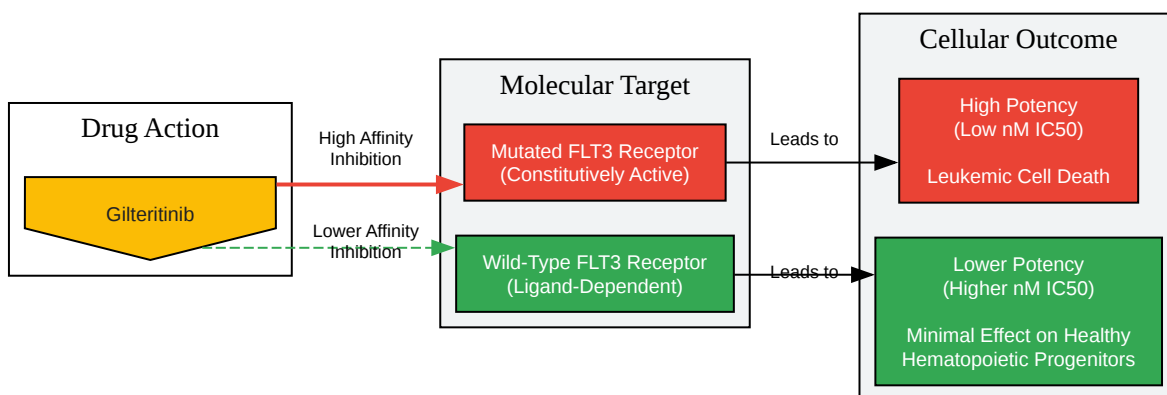 Drug Action
Gilteritinib
High Affinity
Inhibition
Lower Affinity
Inhibition
Molecular Target
Mutated FLT3 Receptor
(Constitutively Active)
Wild-Type FLT3 Receptor
(Ligand-Dependent)
Leads to
Leads to
Cellular Outcome
High Potency
(Low nM IC50)
Leukemic Cell Death
Lower Potency
(Higher nM IC50)
Minimal Effect on Healthy
Hematopoietic Progenitors